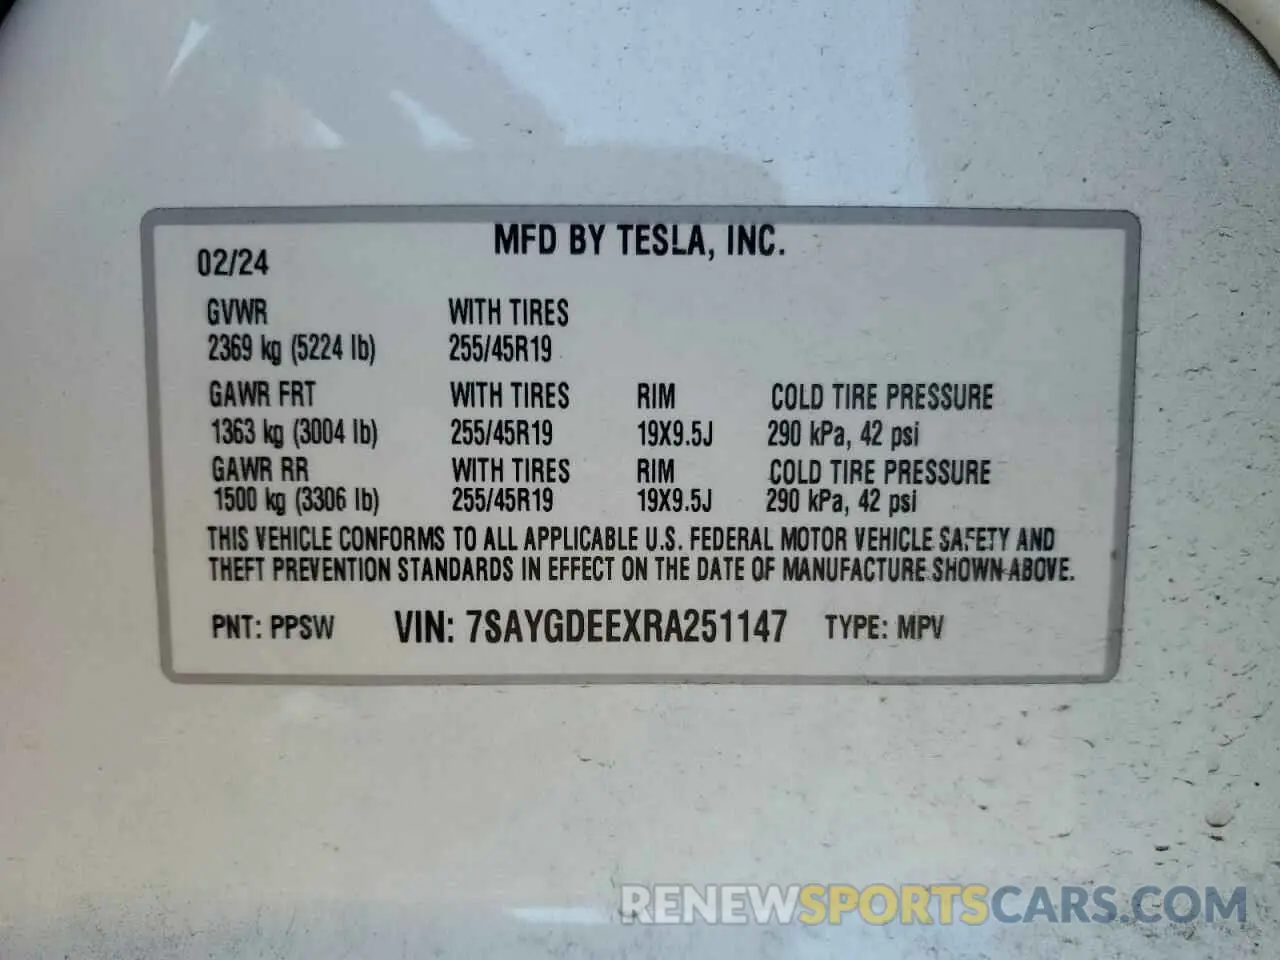 MFD BY TESLA, INC.
02/24
GVWR WITH TIRES
2369 kg (5224 lb) 255/45R19
GAWR FRT WITH TIRES RIM COLD TIRE PRESSURE
1363 kg (3004 lb) 255/45R19 19X9.5J 290 kPa, 42 psi
GAWR RR WITH TIRES RIM COLD TIRE PRESSURE
1500 kg (3306 lb) 255/45R19 19X9.5J 290 kPa, 42 psi
THIS VEHICLE CONFORMS TO ALL APPLICABLE U.S. FEDERAL MOTOR VEHICLE SAFETY AND
THEFT PREVENTION STANDARDS IN EFFECT ON THE DATE OF MANUFACTURE SHOWN ABOVE.
PNT: PPSW VIN: 7SAYGDEEXRA251147 TYPE: MPV
RENEWSPORTSCARS.COM